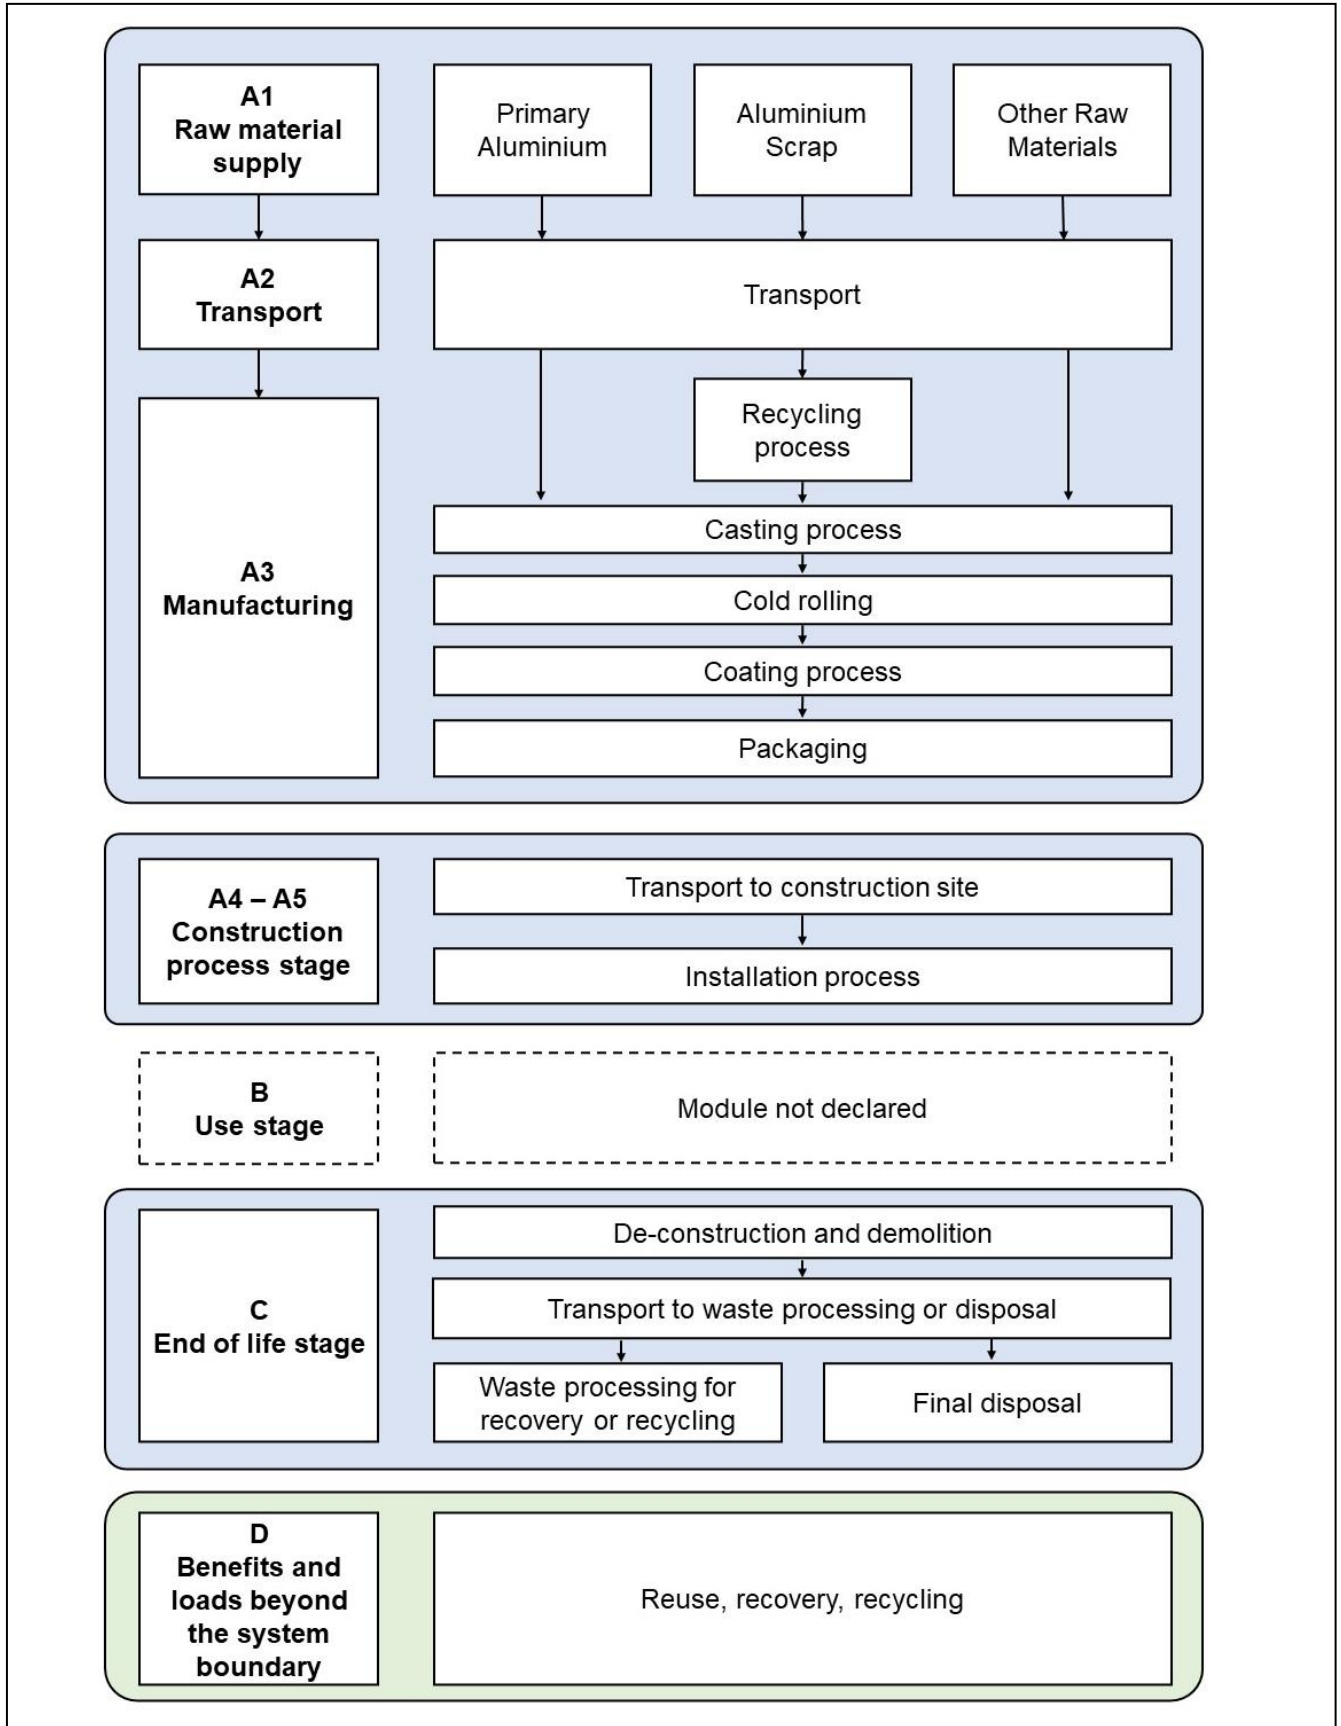 A1
Raw material
supply
Primary
Aluminium
Aluminium
Scrap
Other Raw
Materials
A2
Transport
Transport
Recycling
process
A3
Manufacturing
Casting process
Cold rolling
Coating process
Packaging
A4 – A5
Construction
process stage
Transport to construction site
Installation process
B
Use stage
Module not declared
C
End of life stage
De-construction and demolition
Transport to waste processing or disposal
Waste processing for
recovery or recycling
Final disposal
D
Benefits and
loads beyond
the system
boundary
Reuse, recovery, recycling